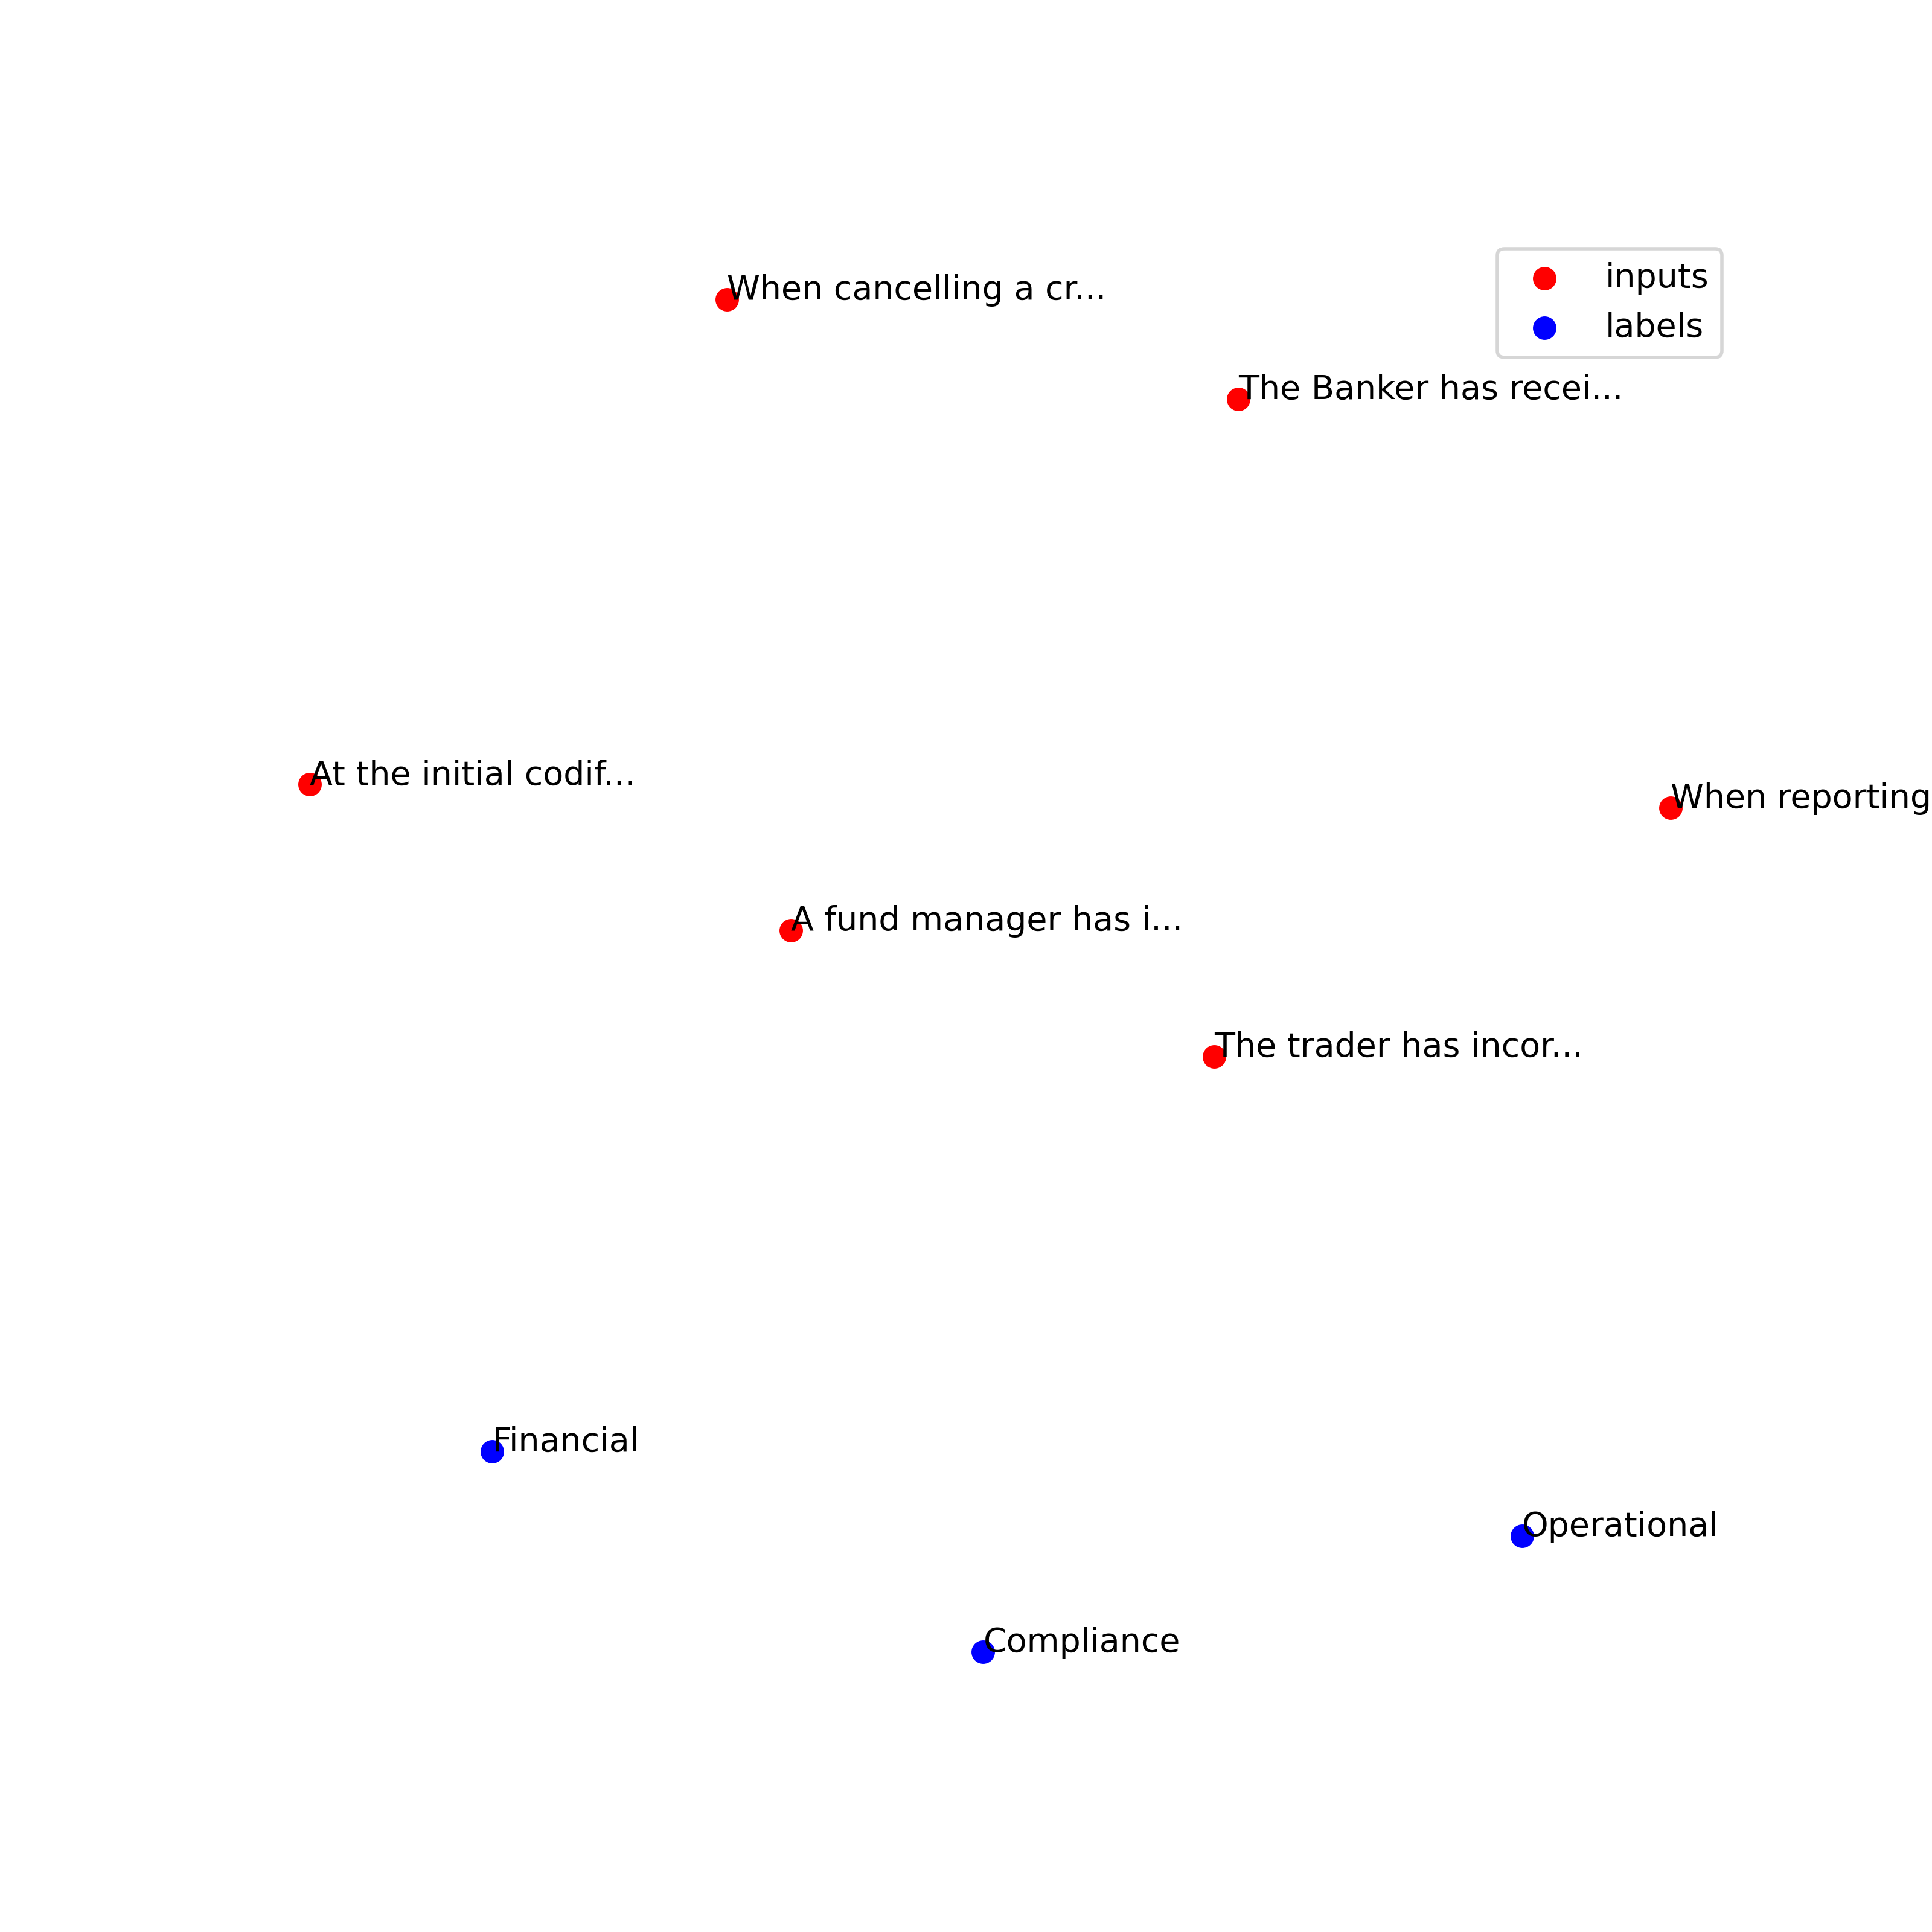 When cancelling a cr...
inputs
labels
The Banker has recei...
At the initial codif...
When reporting
A fund manager has i...
The trader has incor...
Financial
Operational
Compliance